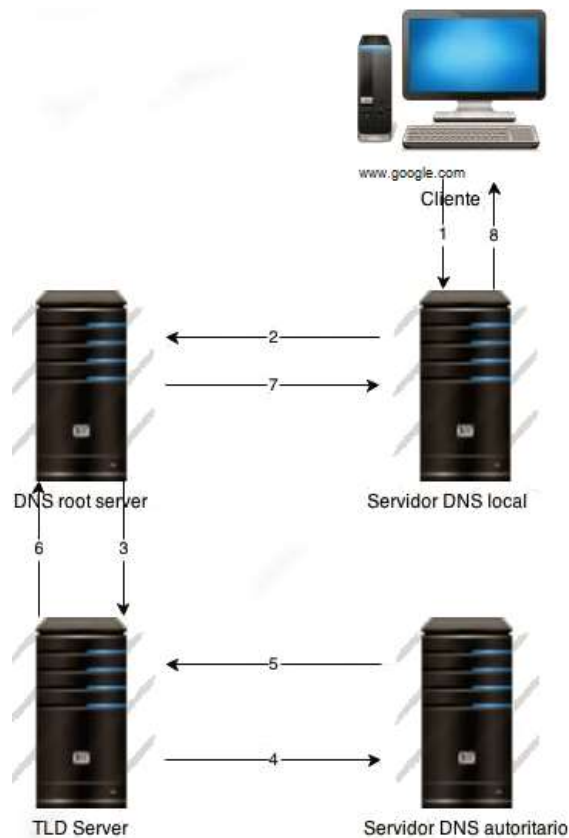 www.google.com
Cliente
1
8
2
7
DNS root server
Servidor DNS local
6
3
5
4
TLD Server
Servidor DNS autoritario